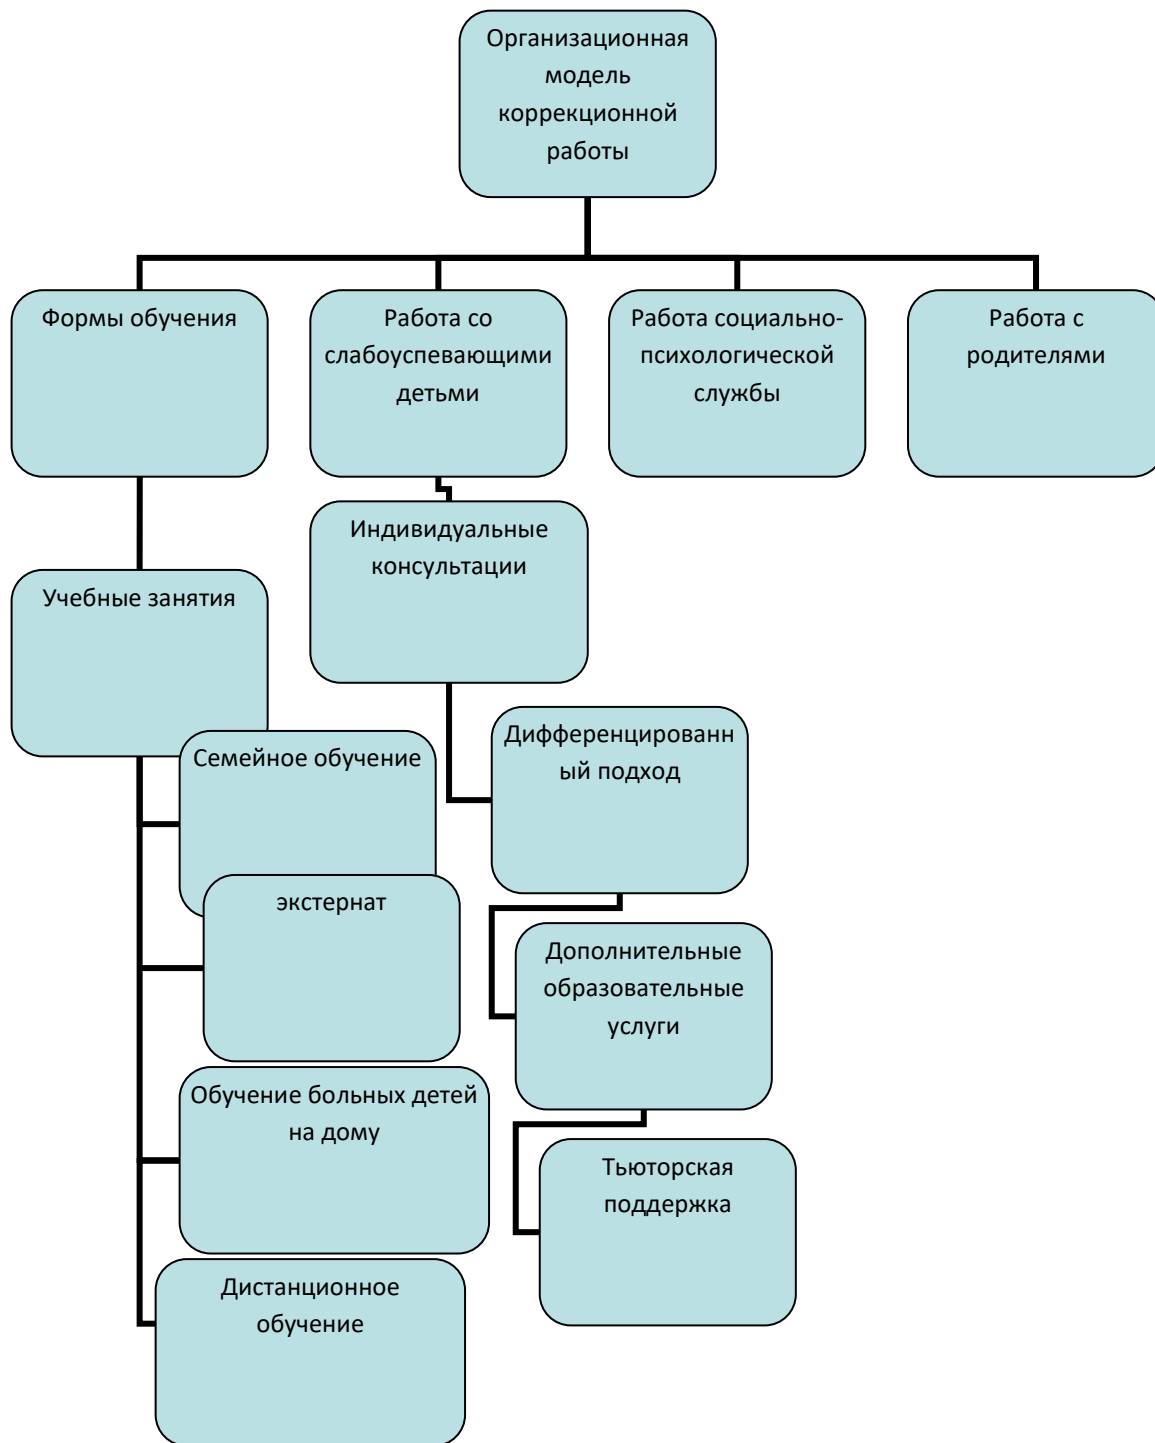 Организационная
модель
коррекционной
работы
Формы обучения
Работа со
слабоуспевающими
детьми
Работа социально-
психологической
службы
Работа с
родителями
Индивидуальные
консультации
Учебные занятия
Дифференцированн
ый подход
Семейное обучение
экстернат
Дополнительные
образовательные
услуги
Обучение больных детей
на дому
Тьюторская
поддержка
Дистанционное
обучение